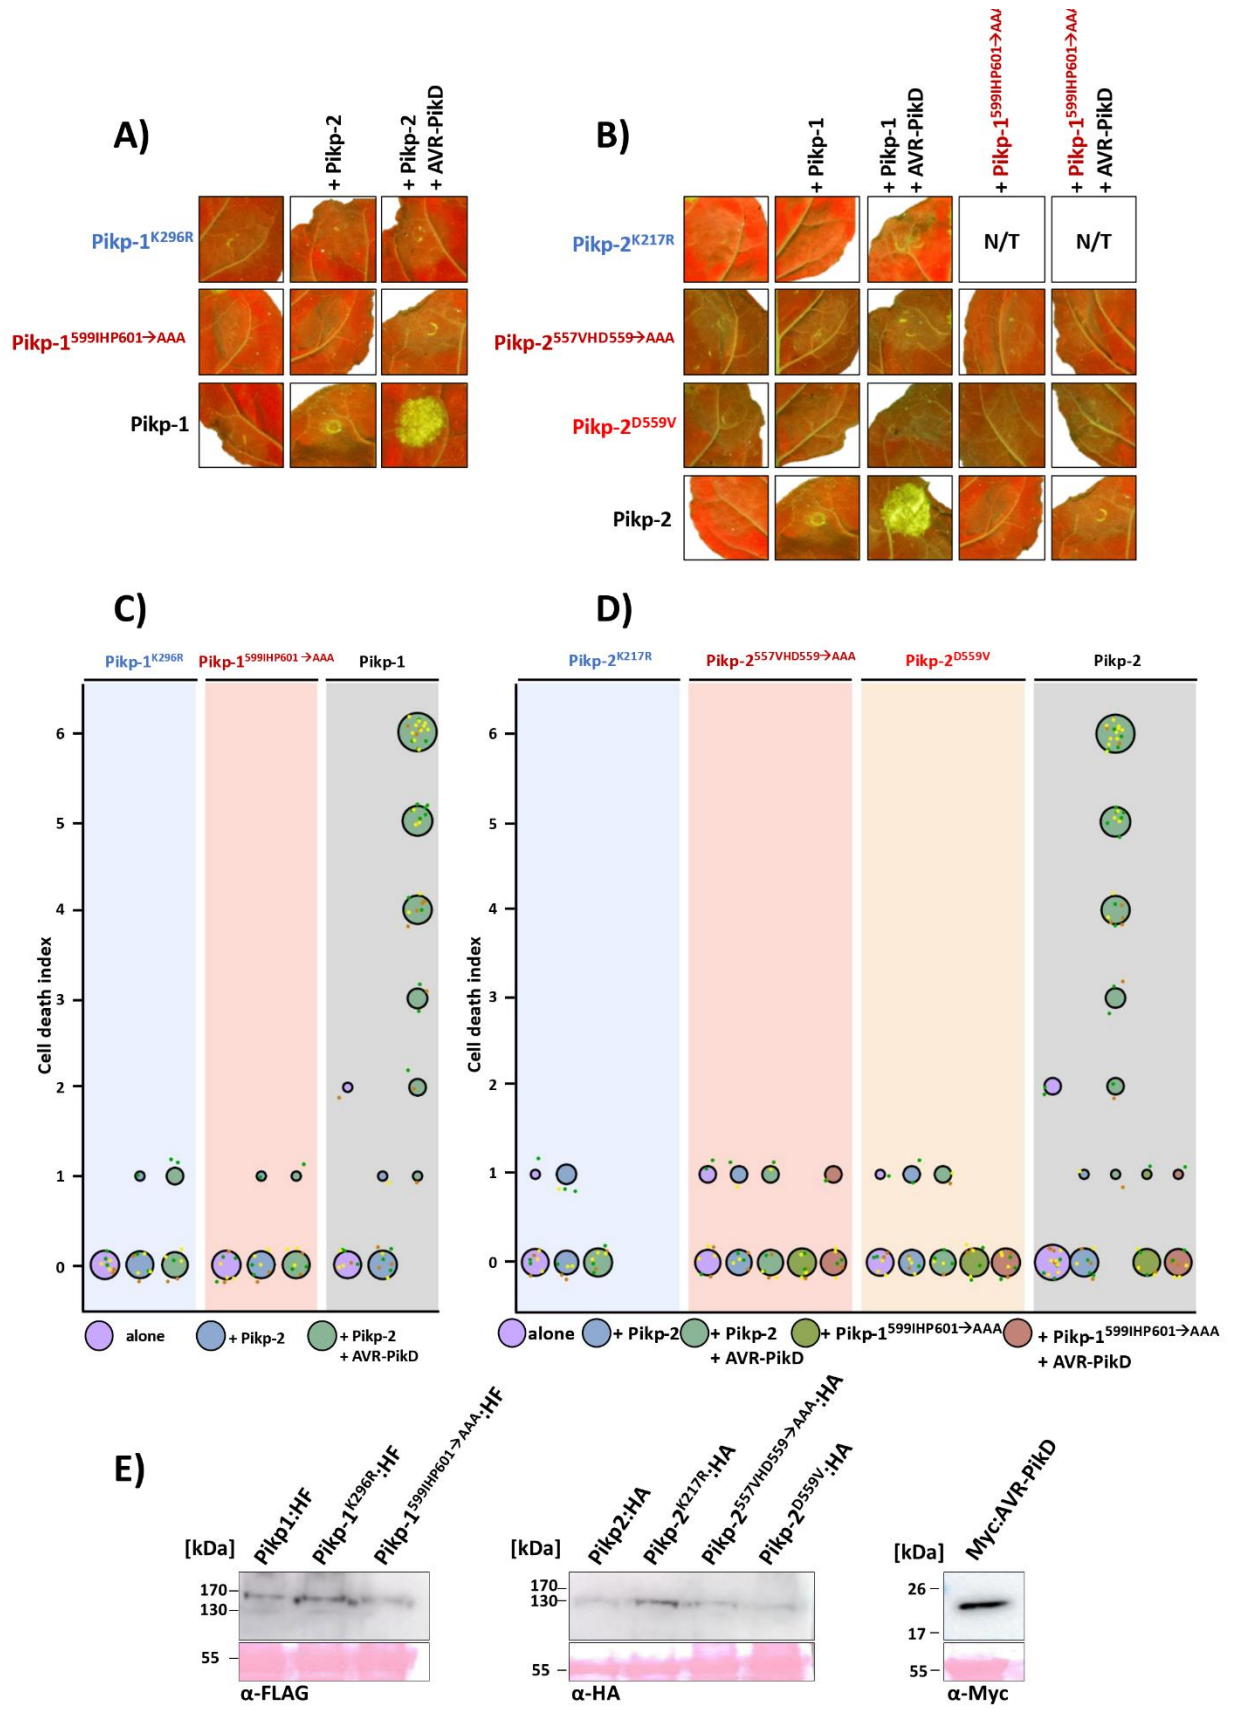 A)
+ Pikp-2
+ Pikp-2
+ AVR-PikD
Pikp-1K296R
Pikp-1599IHP601→AAA
Pikp-1
B)
+ Pikp-1
+ Pikp-1
+ AVR-PikD
+ Pikp-1599IHP601→AA
+ Pikp-1599IHP601→AA
+ AVR-PikD
Pikp-2K217R
N/T
N/T
Pikp-2557VHD559→AAA
Pikp-2D559V
Pikp-2
C)
Pikp-1K296R
Pikp-1599IHP601→AAA
Pikp-1
Cell death index
6
5
4
3
2
1
0
alone
+ Pikp-2
+ Pikp-2
+ AVR-PikD
D)
Pikp-2K217R
Pikp-2557VHD559→AAA
Pikp-2D559V
Pikp-2
Cell death index
6
5
4
3
2
1
0
alone
+ Pikp-2
+ Pikp-2
+ AVR-PikD
+ Pikp-1599IHP601→AAA
+ Pikp-1599IHP601→AAA
+ AVR-PikD
E)
[kDa]
Pikp1:HF
Pikp-1K296R:HF
Pikp-1599IHP601→AAA:HF
170
130
55
α-FLAG
[kDa]
Pikp2:HA
Pikp-2K217R:HA
Pikp-2557VHD559→AAA:HA
Pikp-2D559V:HA
170
130
55
α-HA
[kDa]
Myc:AVR-PikD
26
17
55
α-Myc